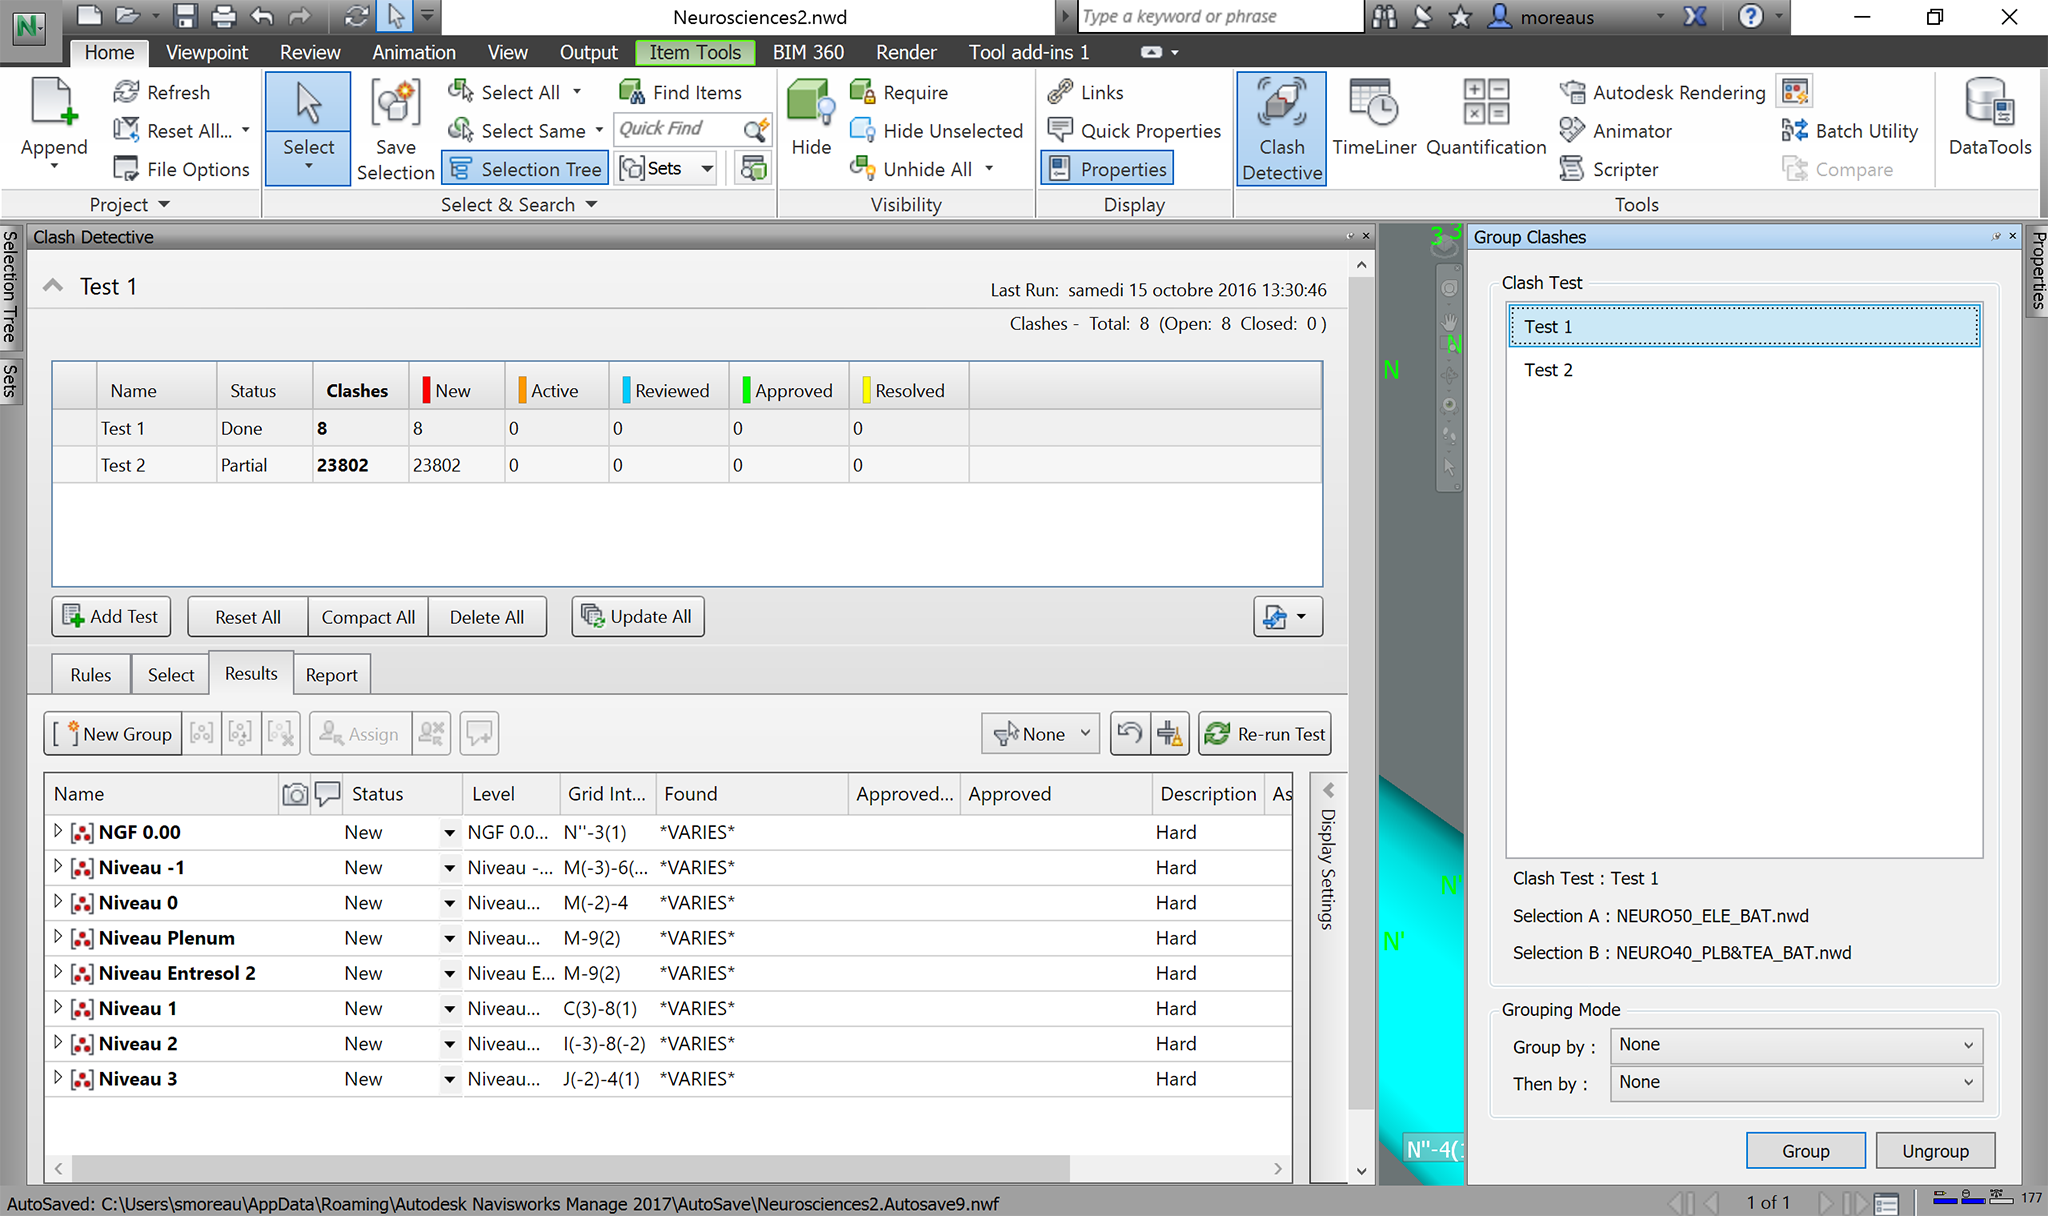 N
Neurosciences2.nwd
Type a keyword or phrase
moreaus
Home Viewpoint Review Animation View Output Item Tools BIM 360 Render Tool add-ins 1
Append
Refresh
Reset All...
File Options
Project
Select
Save Selection
Select All
Select Same
Selection Tree
Find Items
Quick Find
Sets
Select & Search
Hide
Require
Hide Unselected
Unhide All
Visibility
Links
Quick Properties
Properties
Display
Clash Detective
TimeLiner
Quantification
Autodesk Rendering
Animator
Scripter
Batch Utility
Compare
DataTools
Tools
Selection Tree
Sets
Clash Detective
Test 1
Last Run: samedi 15 octobre 2016 13:30:46
Clashes - Total: 8 (Open: 8 Closed: 0 )
Name Status Clashes New Active Reviewed Approved Resolved
Test 1 Done 8 8 0 0 0 0
Test 2 Partial 23802 23802 0 0 0 0
Add Test Reset All Compact All Delete All Update All
Rules Select Results Report
New Group Assign None Re-run Test
Name Status Level Grid Int... Found Approved... Approved Description As
NGF 0.00 New NGF 0.0... N''-3(1) *VARIES* Hard
Niveau -1 New Niveau -... M(-3)-6(... *VARIES* Hard
Niveau 0 New Niveau... M(-2)-4 *VARIES* Hard
Niveau Plenum New Niveau... M-9(2) *VARIES* Hard
Niveau Entresol 2 New Niveau E... M-9(2) *VARIES* Hard
Niveau 1 New Niveau... C(3)-8(1) *VARIES* Hard
Niveau 2 New Niveau... I(-3)-8(-2) *VARIES* Hard
Niveau 3 New Niveau... J(-2)-4(1) *VARIES* Hard
Display Settings
3 3
N
N
N'
N'
N''-4(
Group Clashes
Clash Test
Test 1
Test 2
Clash Test : Test 1
Selection A : NEURO50_ELE_BAT.nwd
Selection B : NEURO40_PLB&TEA_BAT.nwd
Grouping Mode
Group by : None
Then by : None
Group Ungroup
Properties
AutoSaved: C:\Users\smoreau\AppData\Roaming\Autodesk Navisworks Manage 2017\AutoSave\Neurosciences2.Autosave9.nwf
1 of 1
177